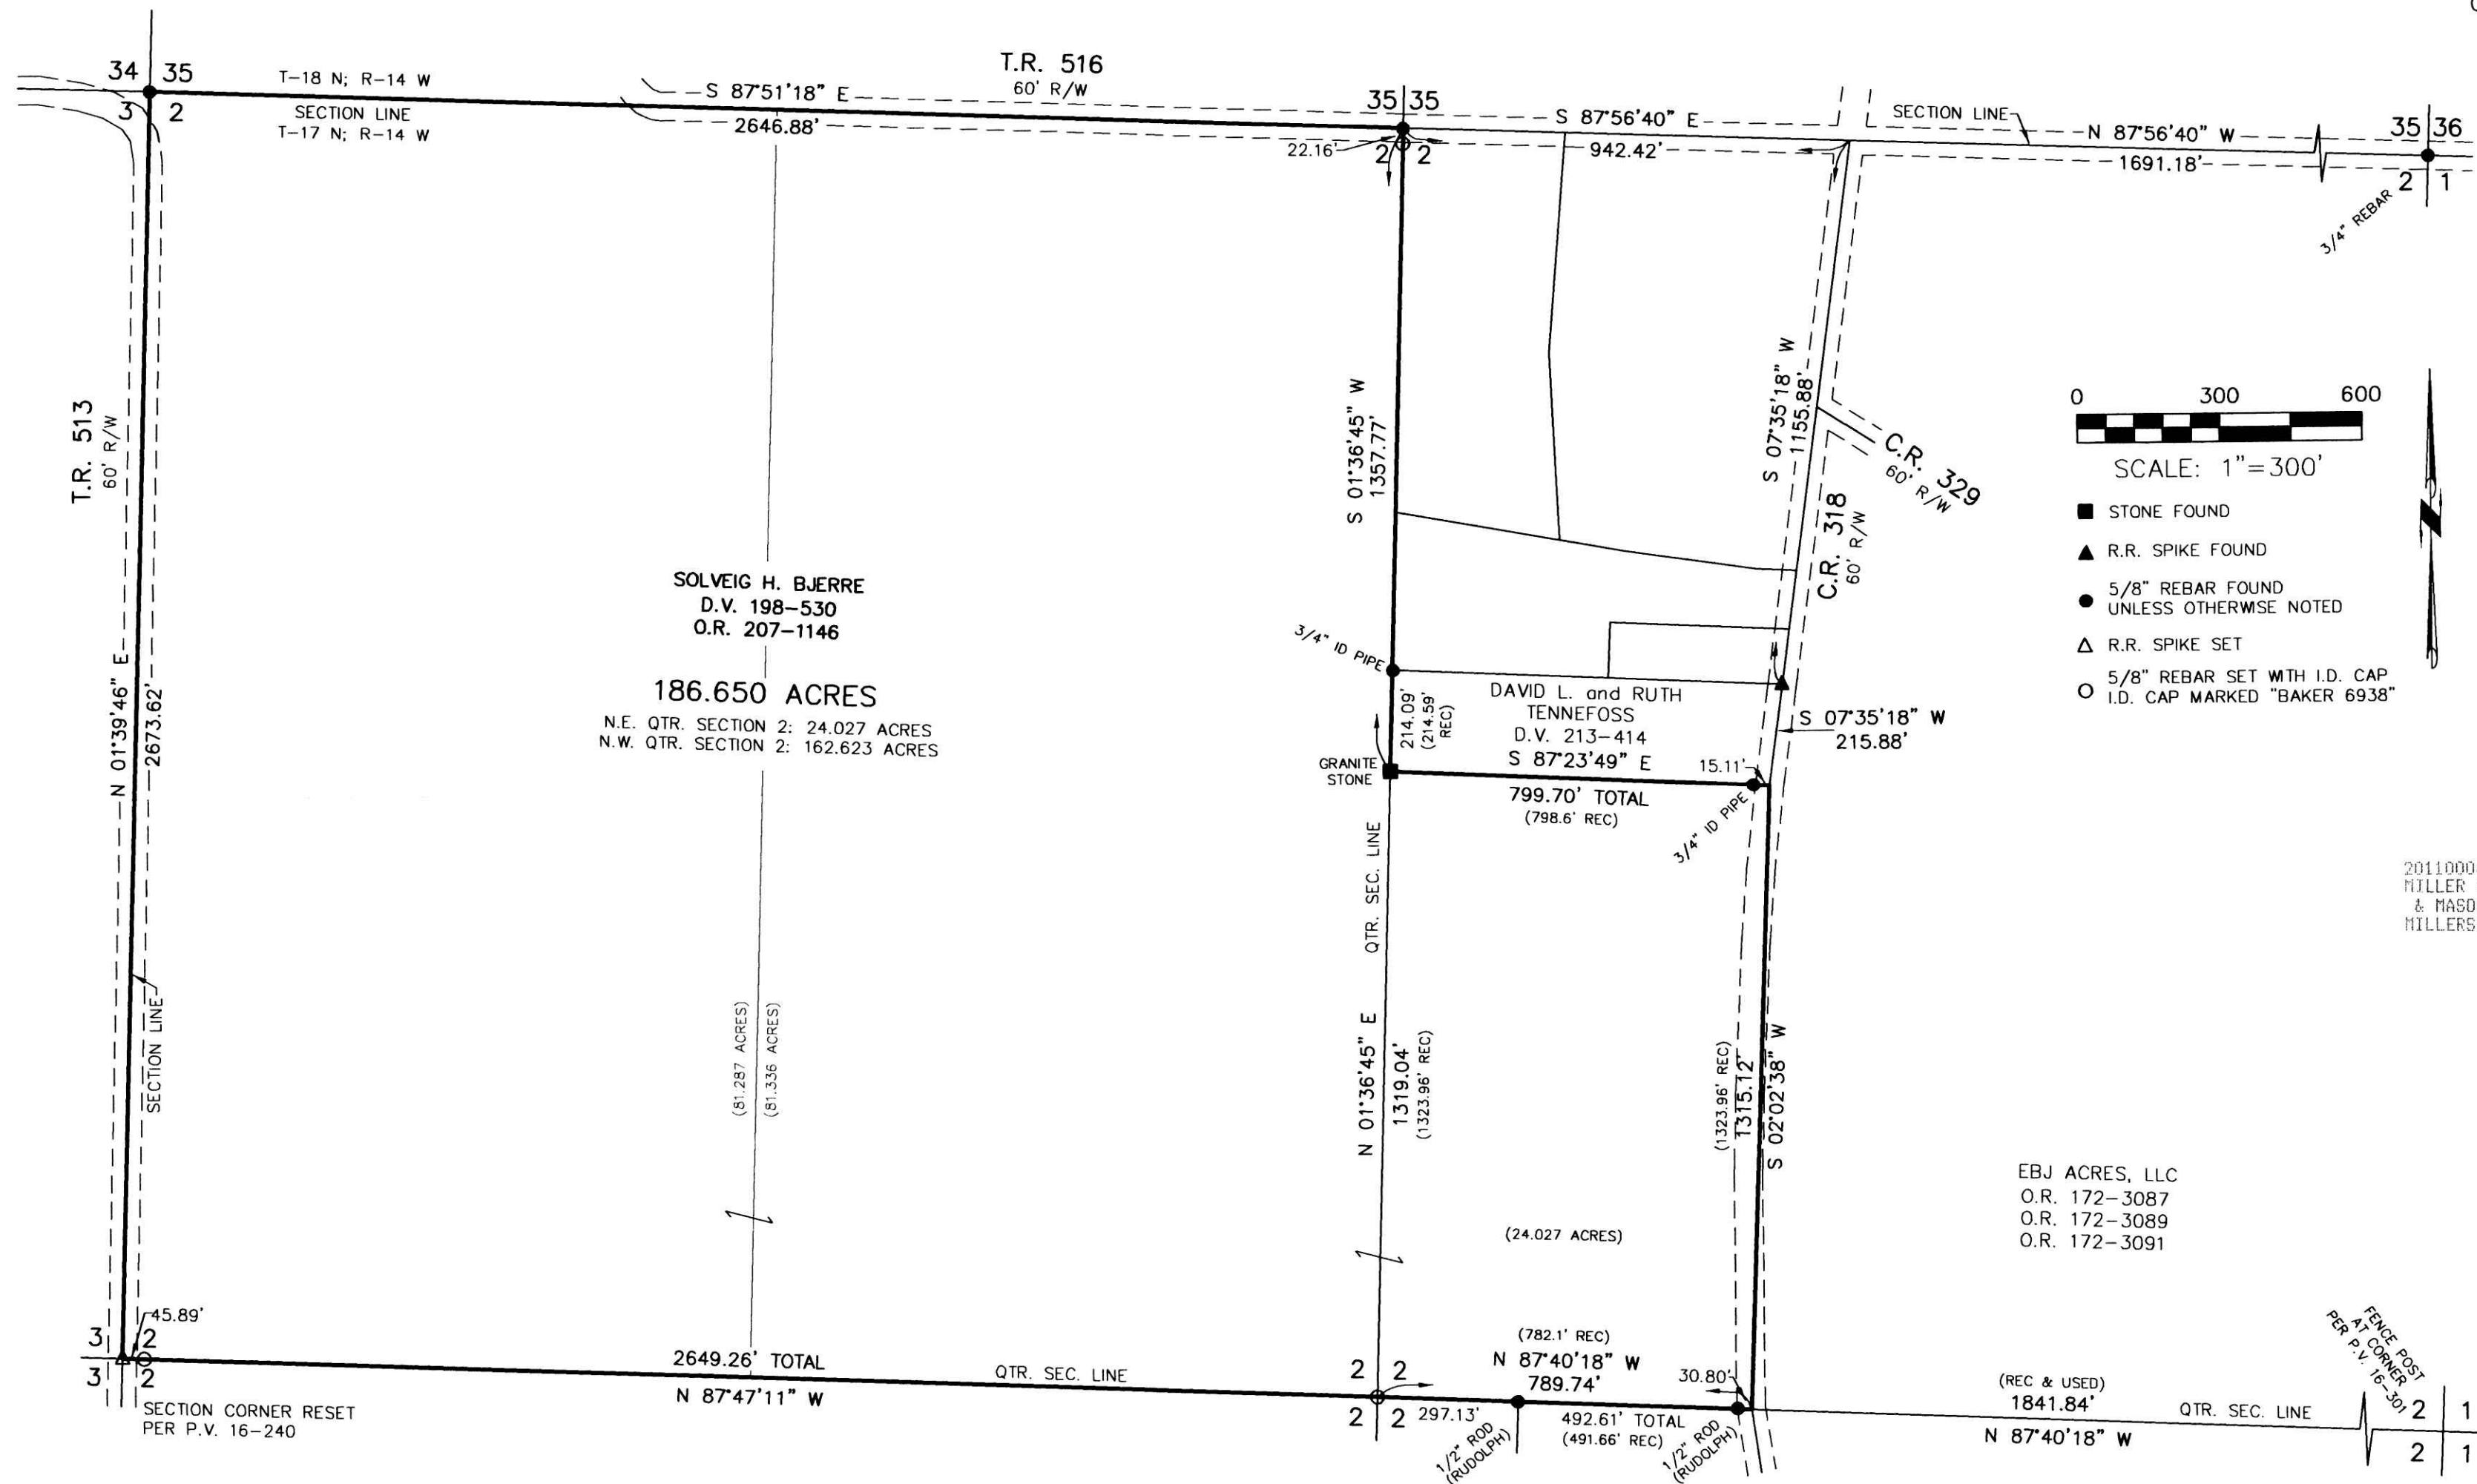 34 35
3 2
T-18 N; R-14 W
SECTION LINE
T-17 N; R-14 W
S 87°51'18" E
2646.88'
T.R. 516
60' R/W
35 35
2 2
22.16'
S 87°56'40" E
942.42'
SECTION LINE
N 87°56'40" W
1691.18'
35 36
2 1
3/4" REBAR
T.R. 513
60' R/W
N 01°39'46" E
2673.62'
SECTION LINE
SOLVEIG H. BJERRE
D.V. 198-530
O.R. 207-1146
186.650 ACRES
N.E. QTR. SECTION 2: 24.027 ACRES
N.W. QTR. SECTION 2: 162.623 ACRES
(81.287 ACRES)
(81.336 ACRES)
S 01°36'45" W
1357.77'
3/4" ID PIPE
214.09'
(214.59'
REC)
GRANITE
STONE
DAVID L. and RUTH
TENNEFOSS
D.V. 213-414
S 87°23'49" E
799.70' TOTAL
(798.6' REC)
15.11'
3/4" ID PIPE
S 07°35'18" W
1155.88'
C.R. 329
60' R/W
C.R. 318
60' R/W
S 07°35'18" W
215.88'
0 300 600
SCALE: 1"=300'
STONE FOUND
R.R. SPIKE FOUND
5/8" REBAR FOUND
UNLESS OTHERWISE NOTED
R.R. SPIKE SET
5/8" REBAR SET WITH I.D. CAP
I.D. CAP MARKED "BAKER 6938"
2011000
MILLER
& MASO
MILLERS
QTR. SEC. LINE
N 01°36'45" E
1319.04'
(1323.96' REC)
(1323.96' REC)
1315.12'
S 02°02'38" W
(24.027 ACRES)
EBJ ACRES, LLC
O.R. 172-3087
O.R. 172-3089
O.R. 172-3091
45.89'
3 2
3 2
SECTION CORNER RESET
PER P.V. 16-240
2649.26' TOTAL
N 87°47'11" W
QTR. SEC. LINE
2 2
2 2
(782.1' REC)
N 87°40'18" W
789.74'
30.80'
297.13'
492.61' TOTAL
(491.66' REC)
1/2" ROD
(RUDOLPH)
1/2" ROD
(RUDOLPH)
(REC & USED)
1841.84'
N 87°40'18" W
QTR. SEC. LINE
FENCE POST
AT CORNER
PER P.V. 16-301
2 1
2 1